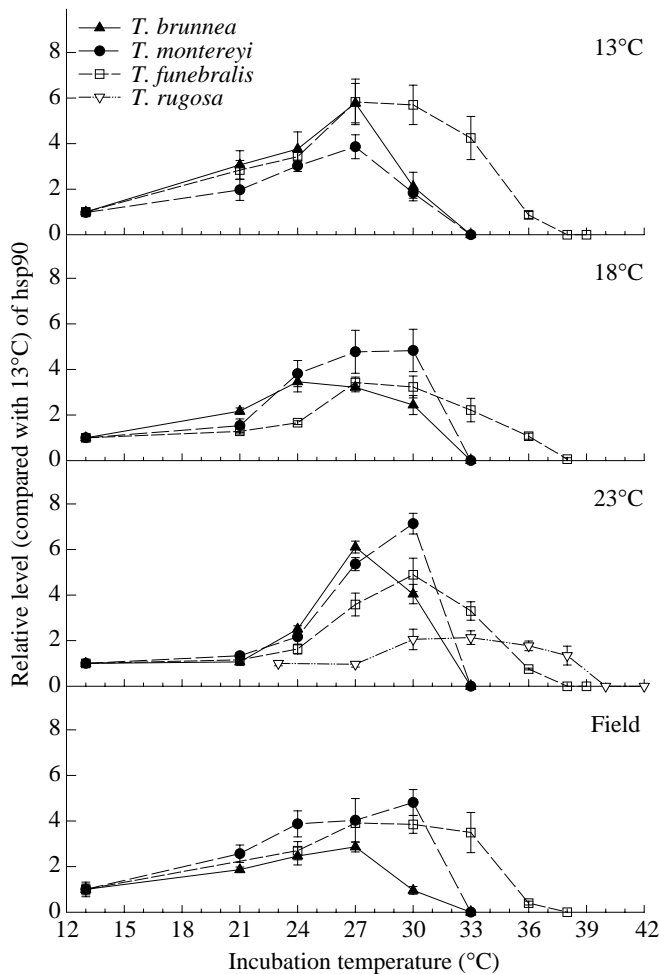 T. brunnea
T. montereyi
T. funebralis
T. rugosa
13°C
8
6
4
2
0
18°C
8
6
4
2
0
23°C
8
6
4
2
0
Field
8
6
4
2
0
Relative level (compared with 13°C) of hsp90
12 15 18 21 24 27 30 33 36 39 42
Incubation temperature (°C)